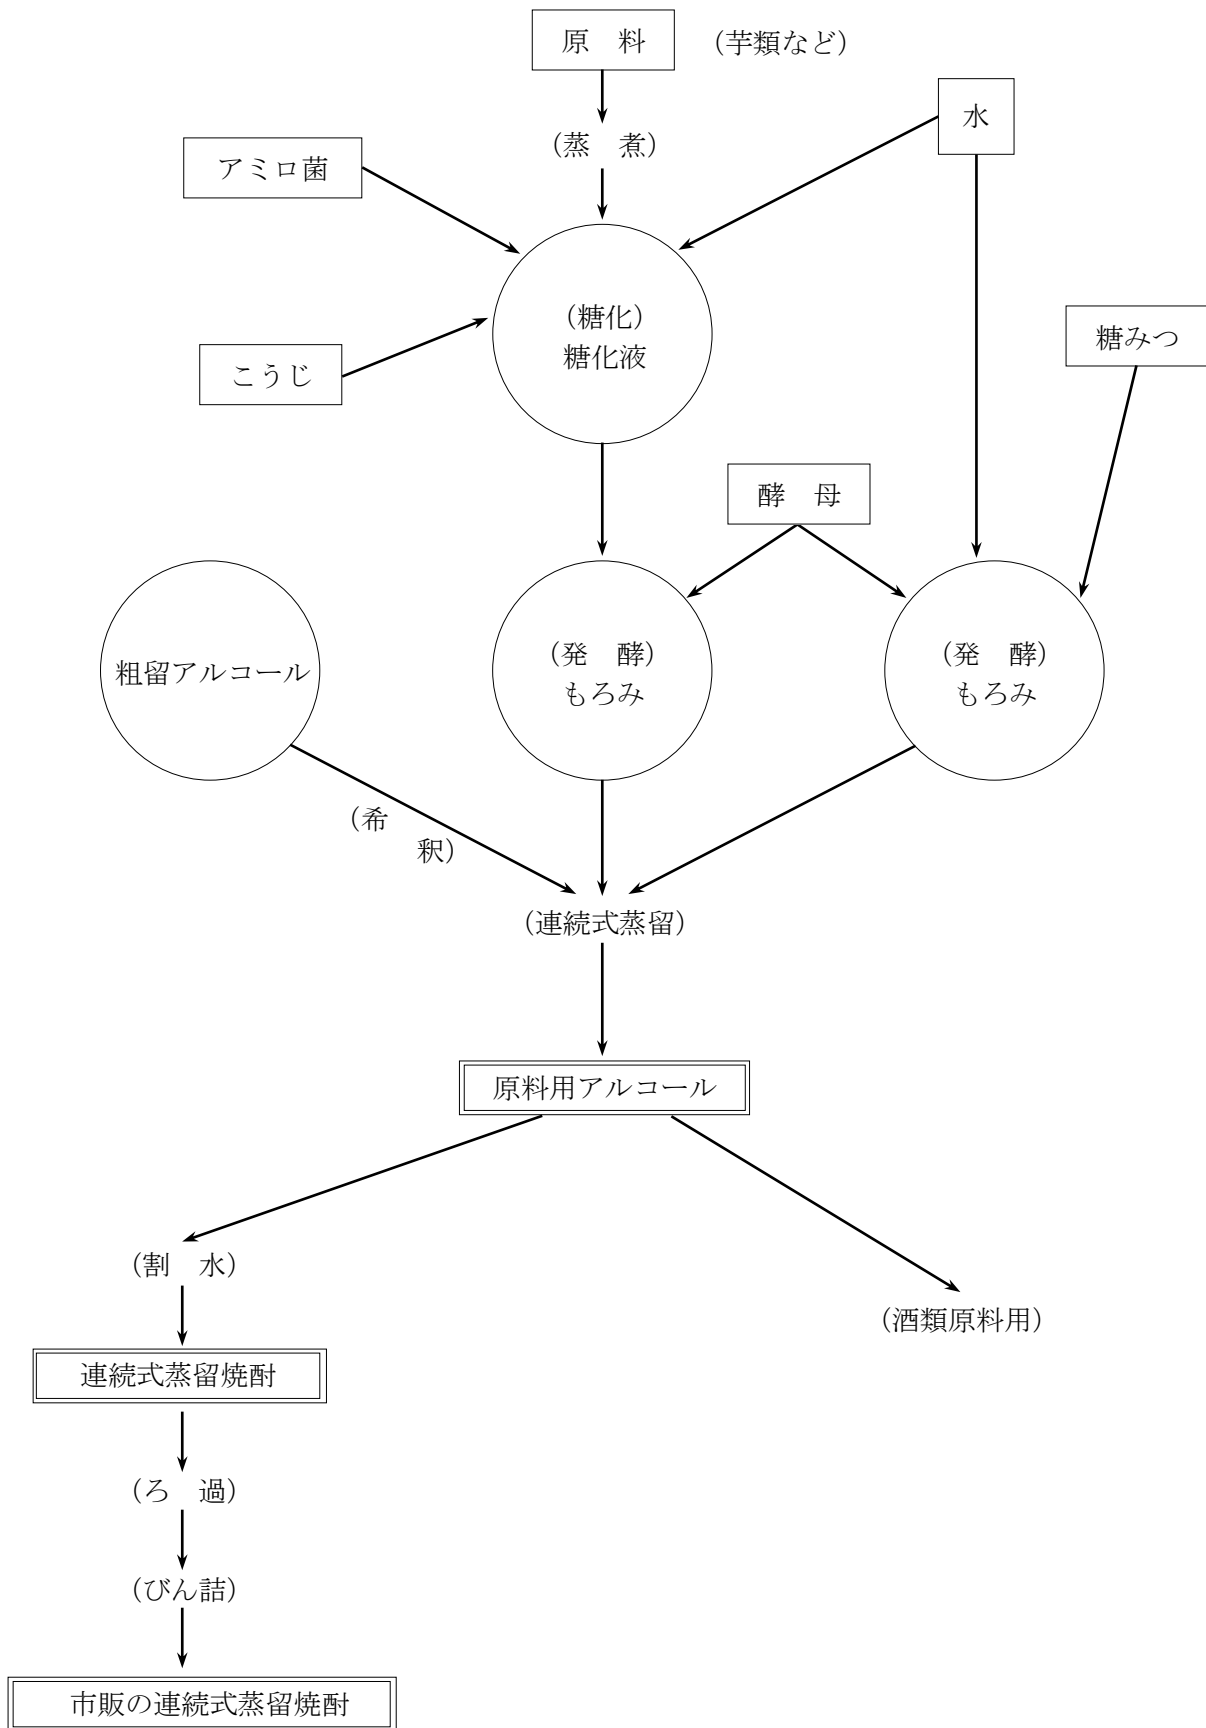 原　料
（芋類など）
水
（蒸　煮）
アミロ菌
（糖化）
糖化液
糖みつ
こうじ
酵　母
粗留アルコール
（発　酵）
もろみ
（発　酵）
もろみ
（希
釈）
（連続式蒸留）
原料用アルコール
（割　水）
（酒類原料用）
連続式蒸留焼酎
（ろ　過）
（びん詰）
市販の連続式蒸留焼酎